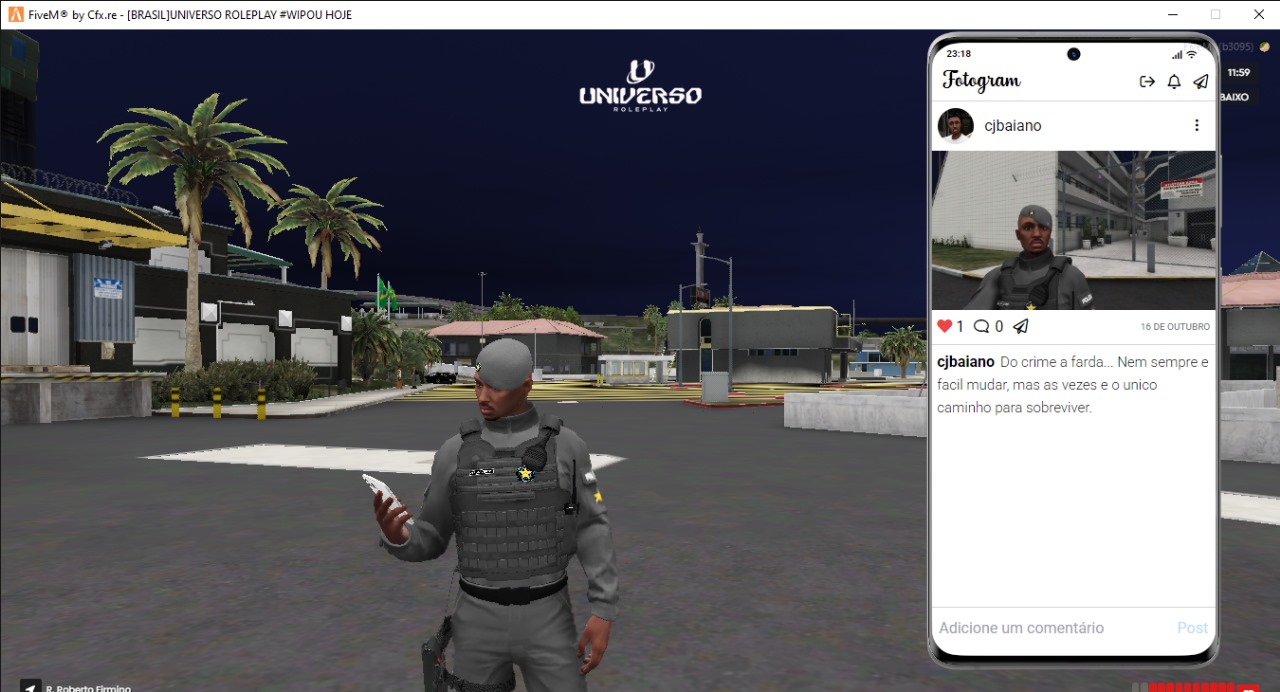 FiveM® by Cfx.re - [BRASIL]UNIVERSO ROLEPLAY #WIPOU HOJE
UNIVERSO
ROLEPLAY
23:18
(b3095)
Fotogram
11:59
BAIXO
cjbaiano
1 0
16 DE OUTUBRO
cjbaiano Do crime a farda... Nem sempre e
facil mudar, mas as vezes e o unico
caminho para sobreviver.
Adicione um comentário Post
R. Roberto Firmino